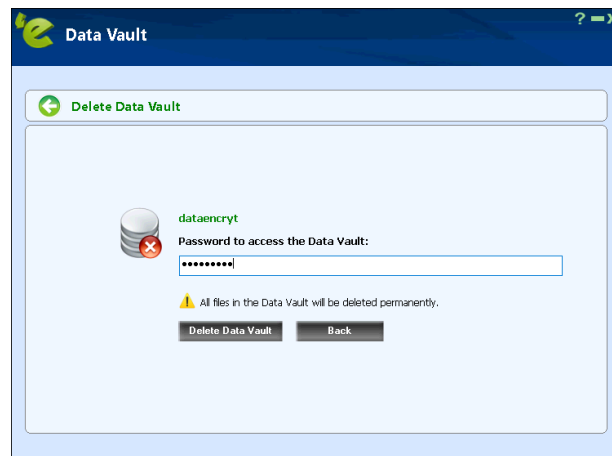 Data Vault
Delete Data Vault
dataencryt
Password to access the Data Vault:
•••••••••
All files in the Data Vault will be deleted permanently.
Delete Data Vault
Back